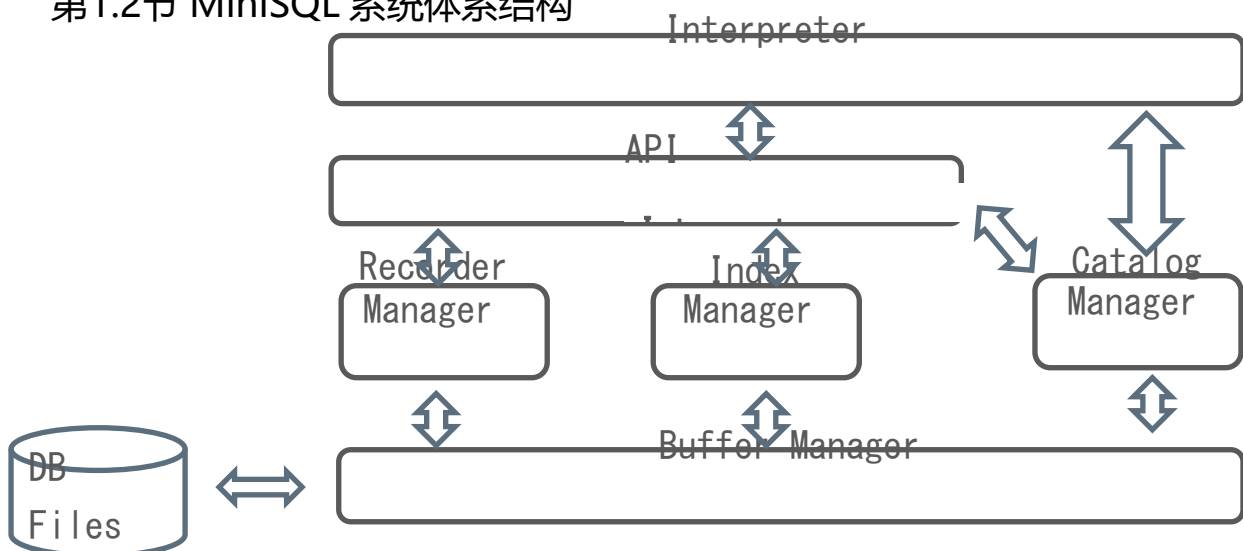 第1.2节 MiniSQL 系统体系结构
Interpreter
API
Recorder
Manager
Index
Manager
Catalog
Manager
Buffer Manager
DB
Files